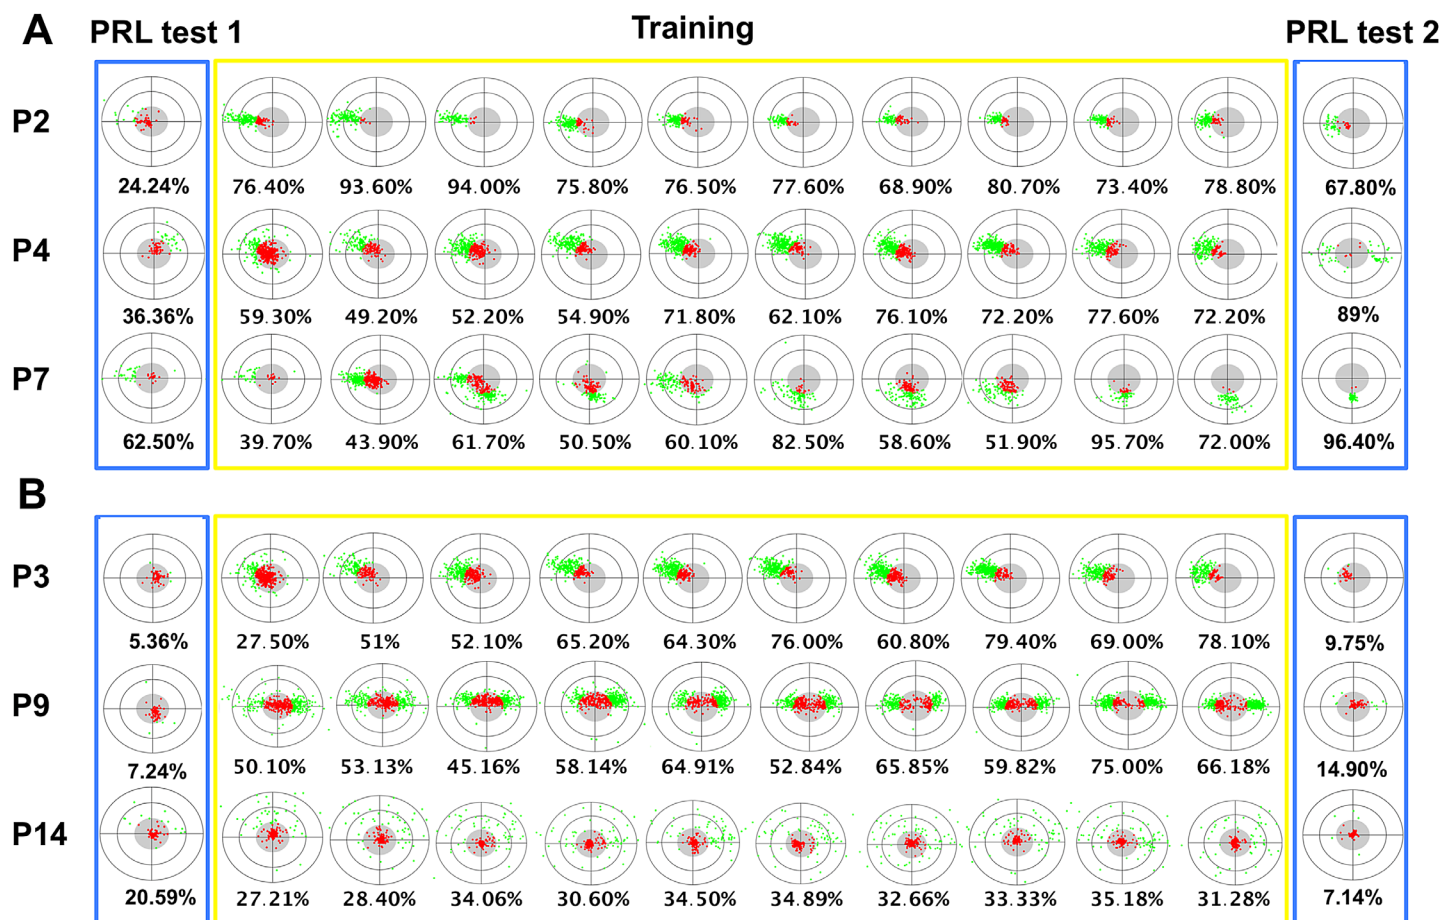 A PRL test 1 Training PRL test 2
P2
24.24% 76.40% 93.60% 94.00% 75.80% 76.50% 77.60% 68.90% 80.70% 73.40% 78.80% 67.80%
P4
36.36% 59.30% 49.20% 52.20% 54.90% 71.80% 62.10% 76.10% 72.20% 77.60% 72.20% 89%
P7
62.50% 39.70% 43.90% 61.70% 50.50% 60.10% 82.50% 58.60% 51.90% 95.70% 72.00% 96.40%
B
P3
5.36% 27.50% 51% 52.10% 65.20% 64.30% 76.00% 60.80% 79.40% 69.00% 78.10% 9.75%
P9
7.24% 50.10% 53.13% 45.16% 58.14% 64.91% 52.84% 65.85% 59.82% 75.00% 66.18% 14.90%
P14
20.59% 27.21% 28.40% 34.06% 30.60% 34.50% 34.89% 32.66% 33.33% 35.18% 31.28% 7.14%